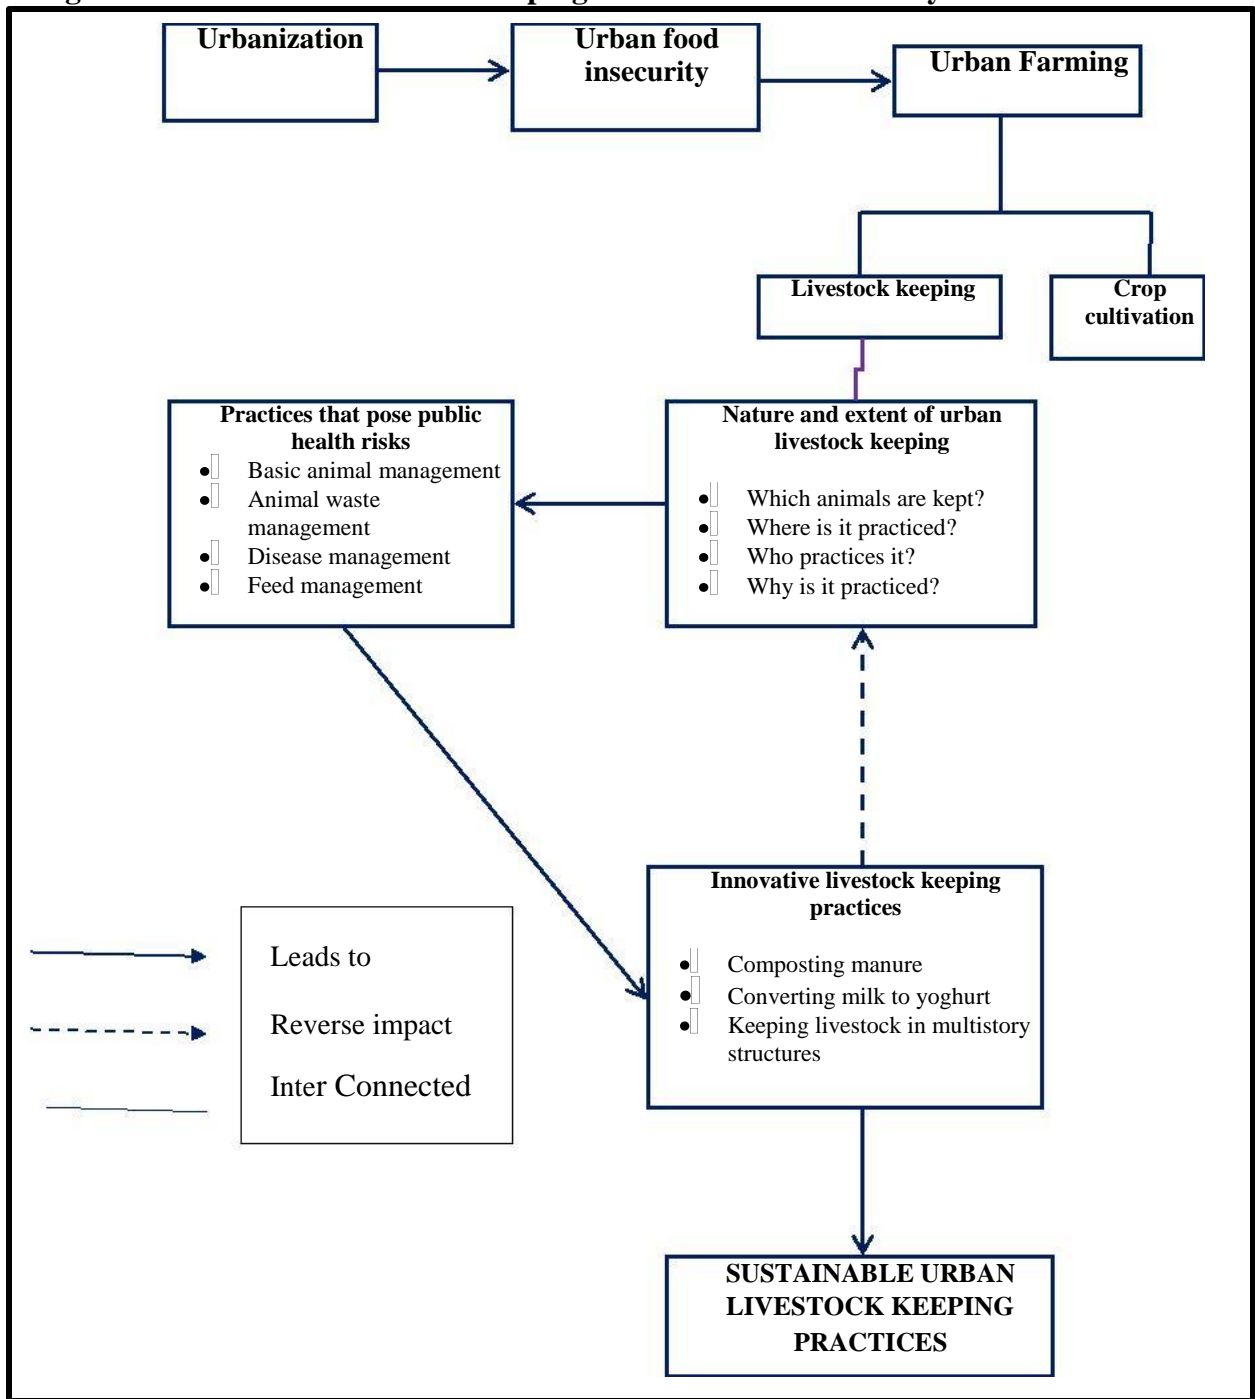 Urbanization
Urban food
insecurity
Urban Farming
Livestock keeping
Crop
cultivation
Practices that pose public
health risks
• Basic animal management
• Animal waste
management
• Disease management
• Feed management
Nature and extent of urban
livestock keeping
• Which animals are kept?
• Where is it practiced?
• Who practices it?
• Why is it practiced?
Innovative livestock keeping
practices
• Composting manure
• Converting milk to yoghurt
• Keeping livestock in multistory
structures
Leads to
Reverse impact
Inter Connected
SUSTAINABLE URBAN
LIVESTOCK KEEPING
PRACTICES